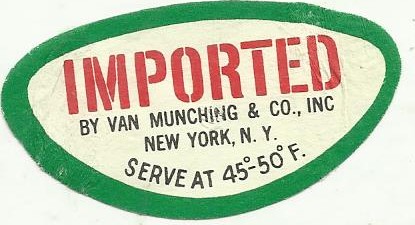 IMPORTED
BY VAN MUNCHING & CO., INC
NEW YORK, N. Y.
SERVE AT 45°-50° F.